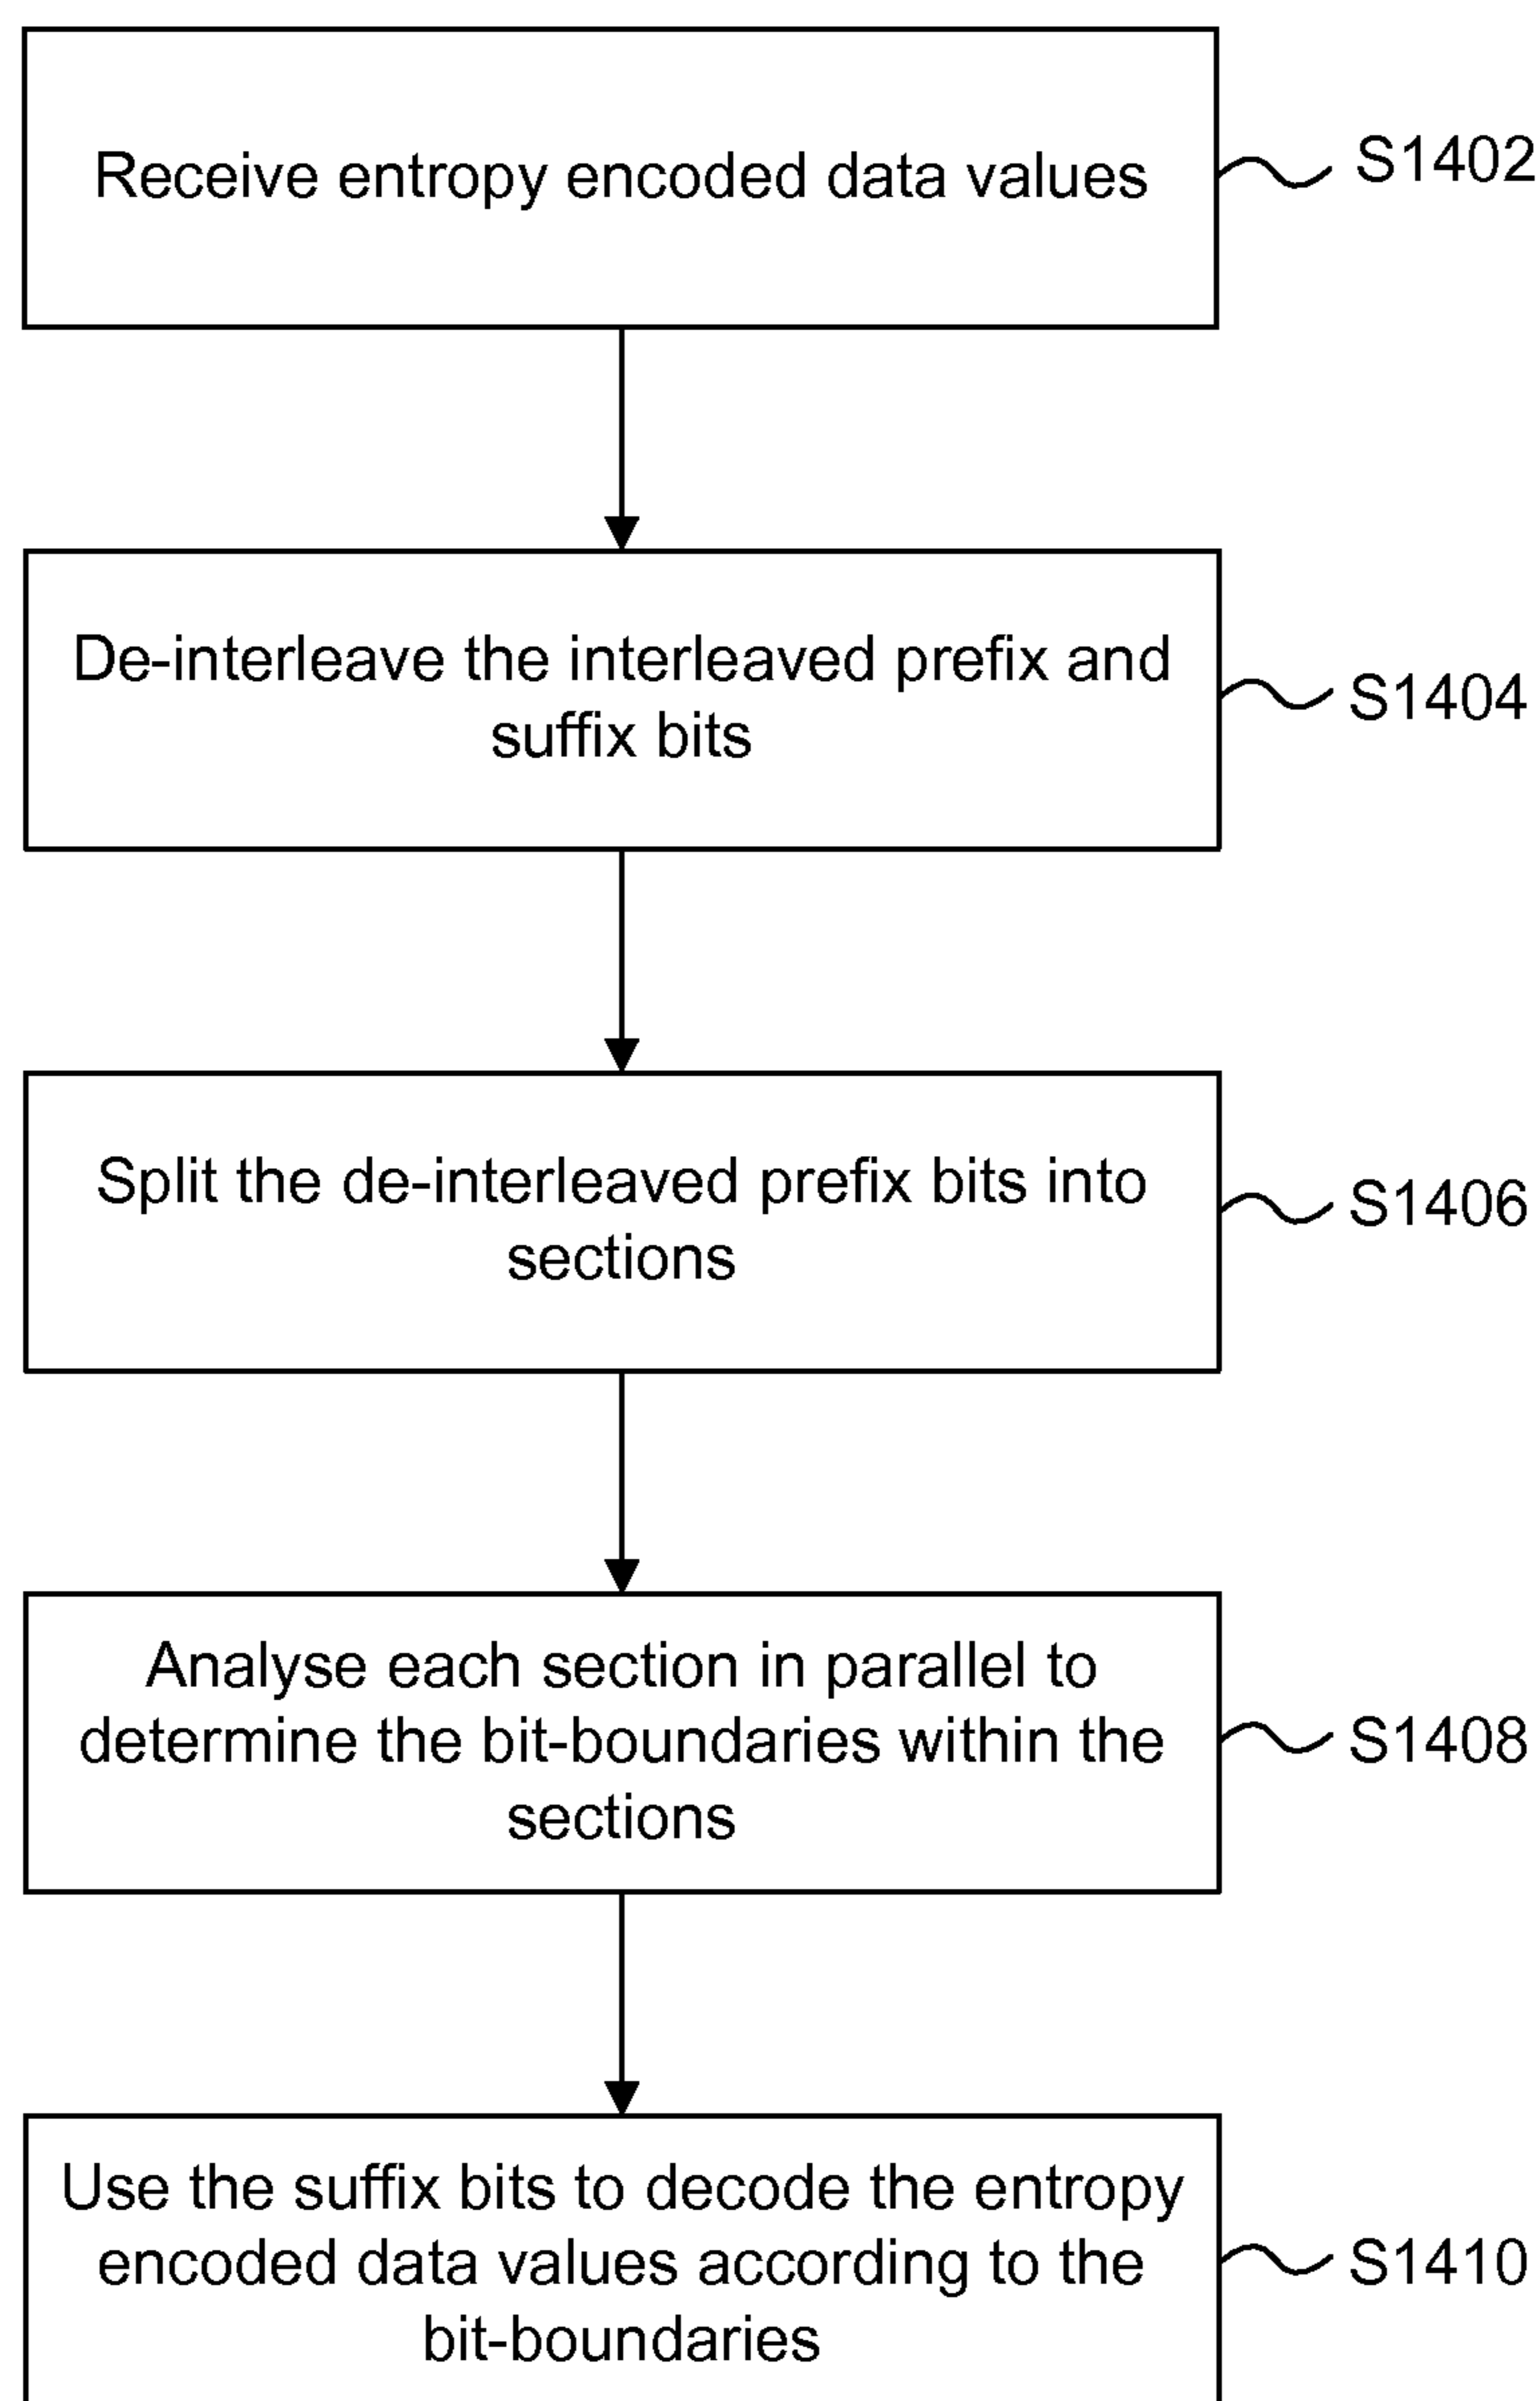 Receive entropy encoded data values
S1402
De-interleave the interleaved prefix and
suffix bits
S1404
Split the de-interleaved prefix bits into
sections
S1406
Analyse each section in parallel to
determine the bit-boundaries within the
sections
S1408
Use the suffix bits to decode the entropy
encoded data values according to the
bit-boundaries
S1410